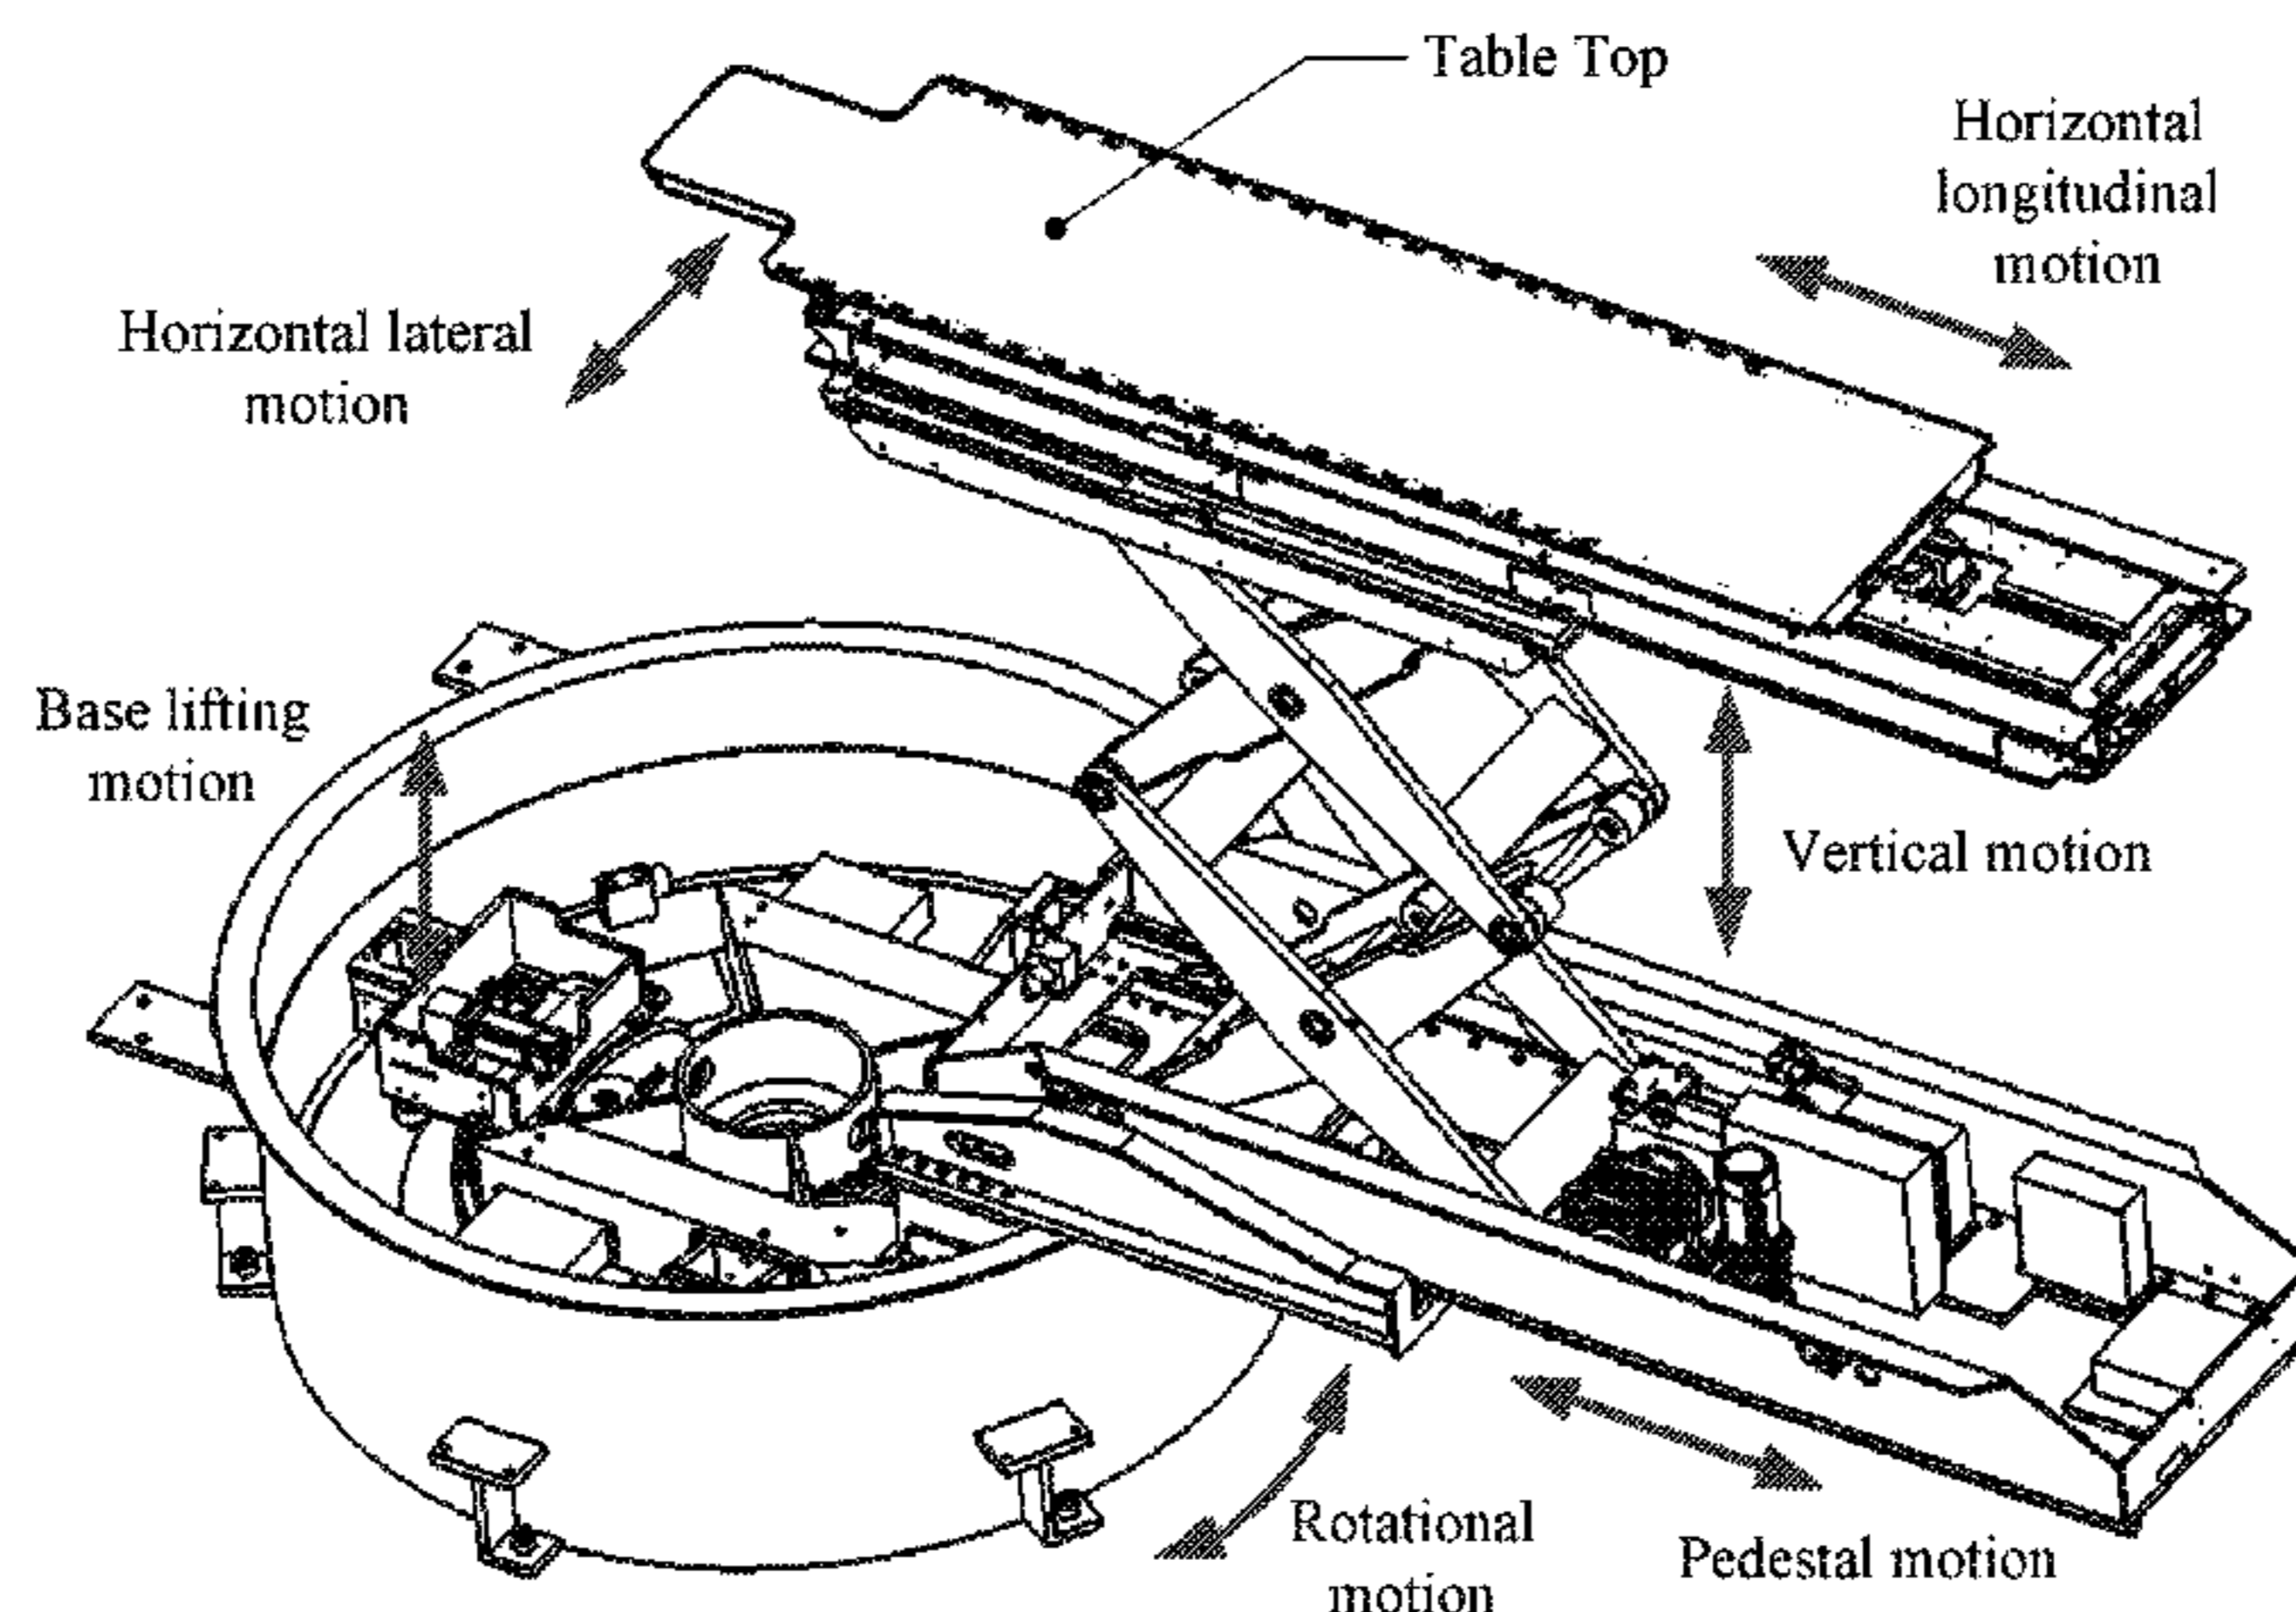 Table Top
Horizontal
longitudinal
motion
Horizontal lateral
motion
Base lifting
motion
Vertical motion
Rotational
motion
Pedestal motion